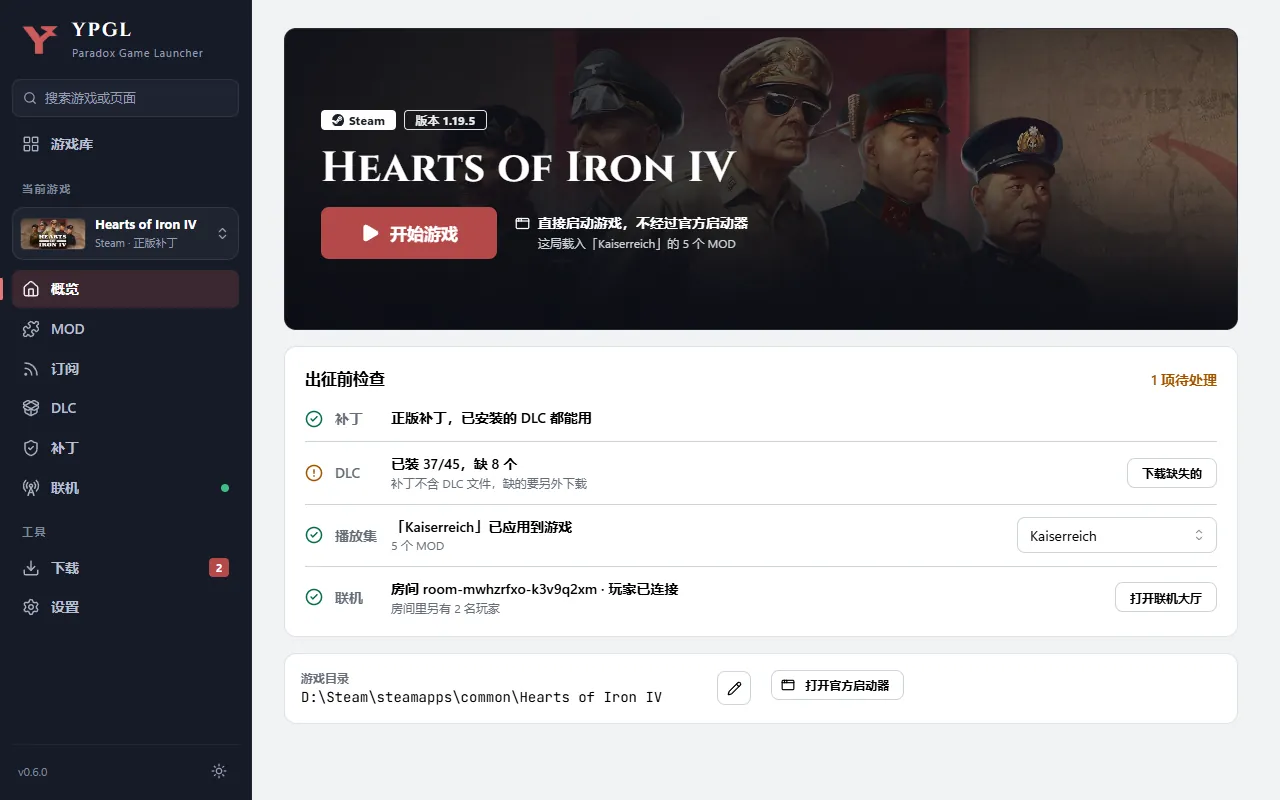 YPGL
Paradox Game Launcher
搜索游戏或页面
游戏库
当前游戏
HEARTS OF IRON IV
Hearts of Iron IV
Steam · 正版补丁
概览
MOD
订阅
DLC
补丁
联机
工具
下载 2
设置
v0.6.0
SOVIET UN
Steam 版本 1.19.5
Hearts of Iron IV
开始游戏
直接启动游戏，不经过官方启动器
这局载入「Kaiserreich」的 5 个 MOD
出征前检查 1 项待处理
补丁 正版补丁，已安装的 DLC 都能用
DLC 已装 37/45，缺 8 个
补丁不含 DLC 文件，缺的要另外下载
下载缺失的
播放集 「Kaiserreich」已应用到游戏
5 个 MOD
Kaiserreich
联机 房间 room-mwhzrfxo-k3v9q2xm · 玩家已连接
房间里另有 2 名玩家
打开联机大厅
游戏目录
D:\Steam\steamapps\common\Hearts of Iron IV
打开官方启动器